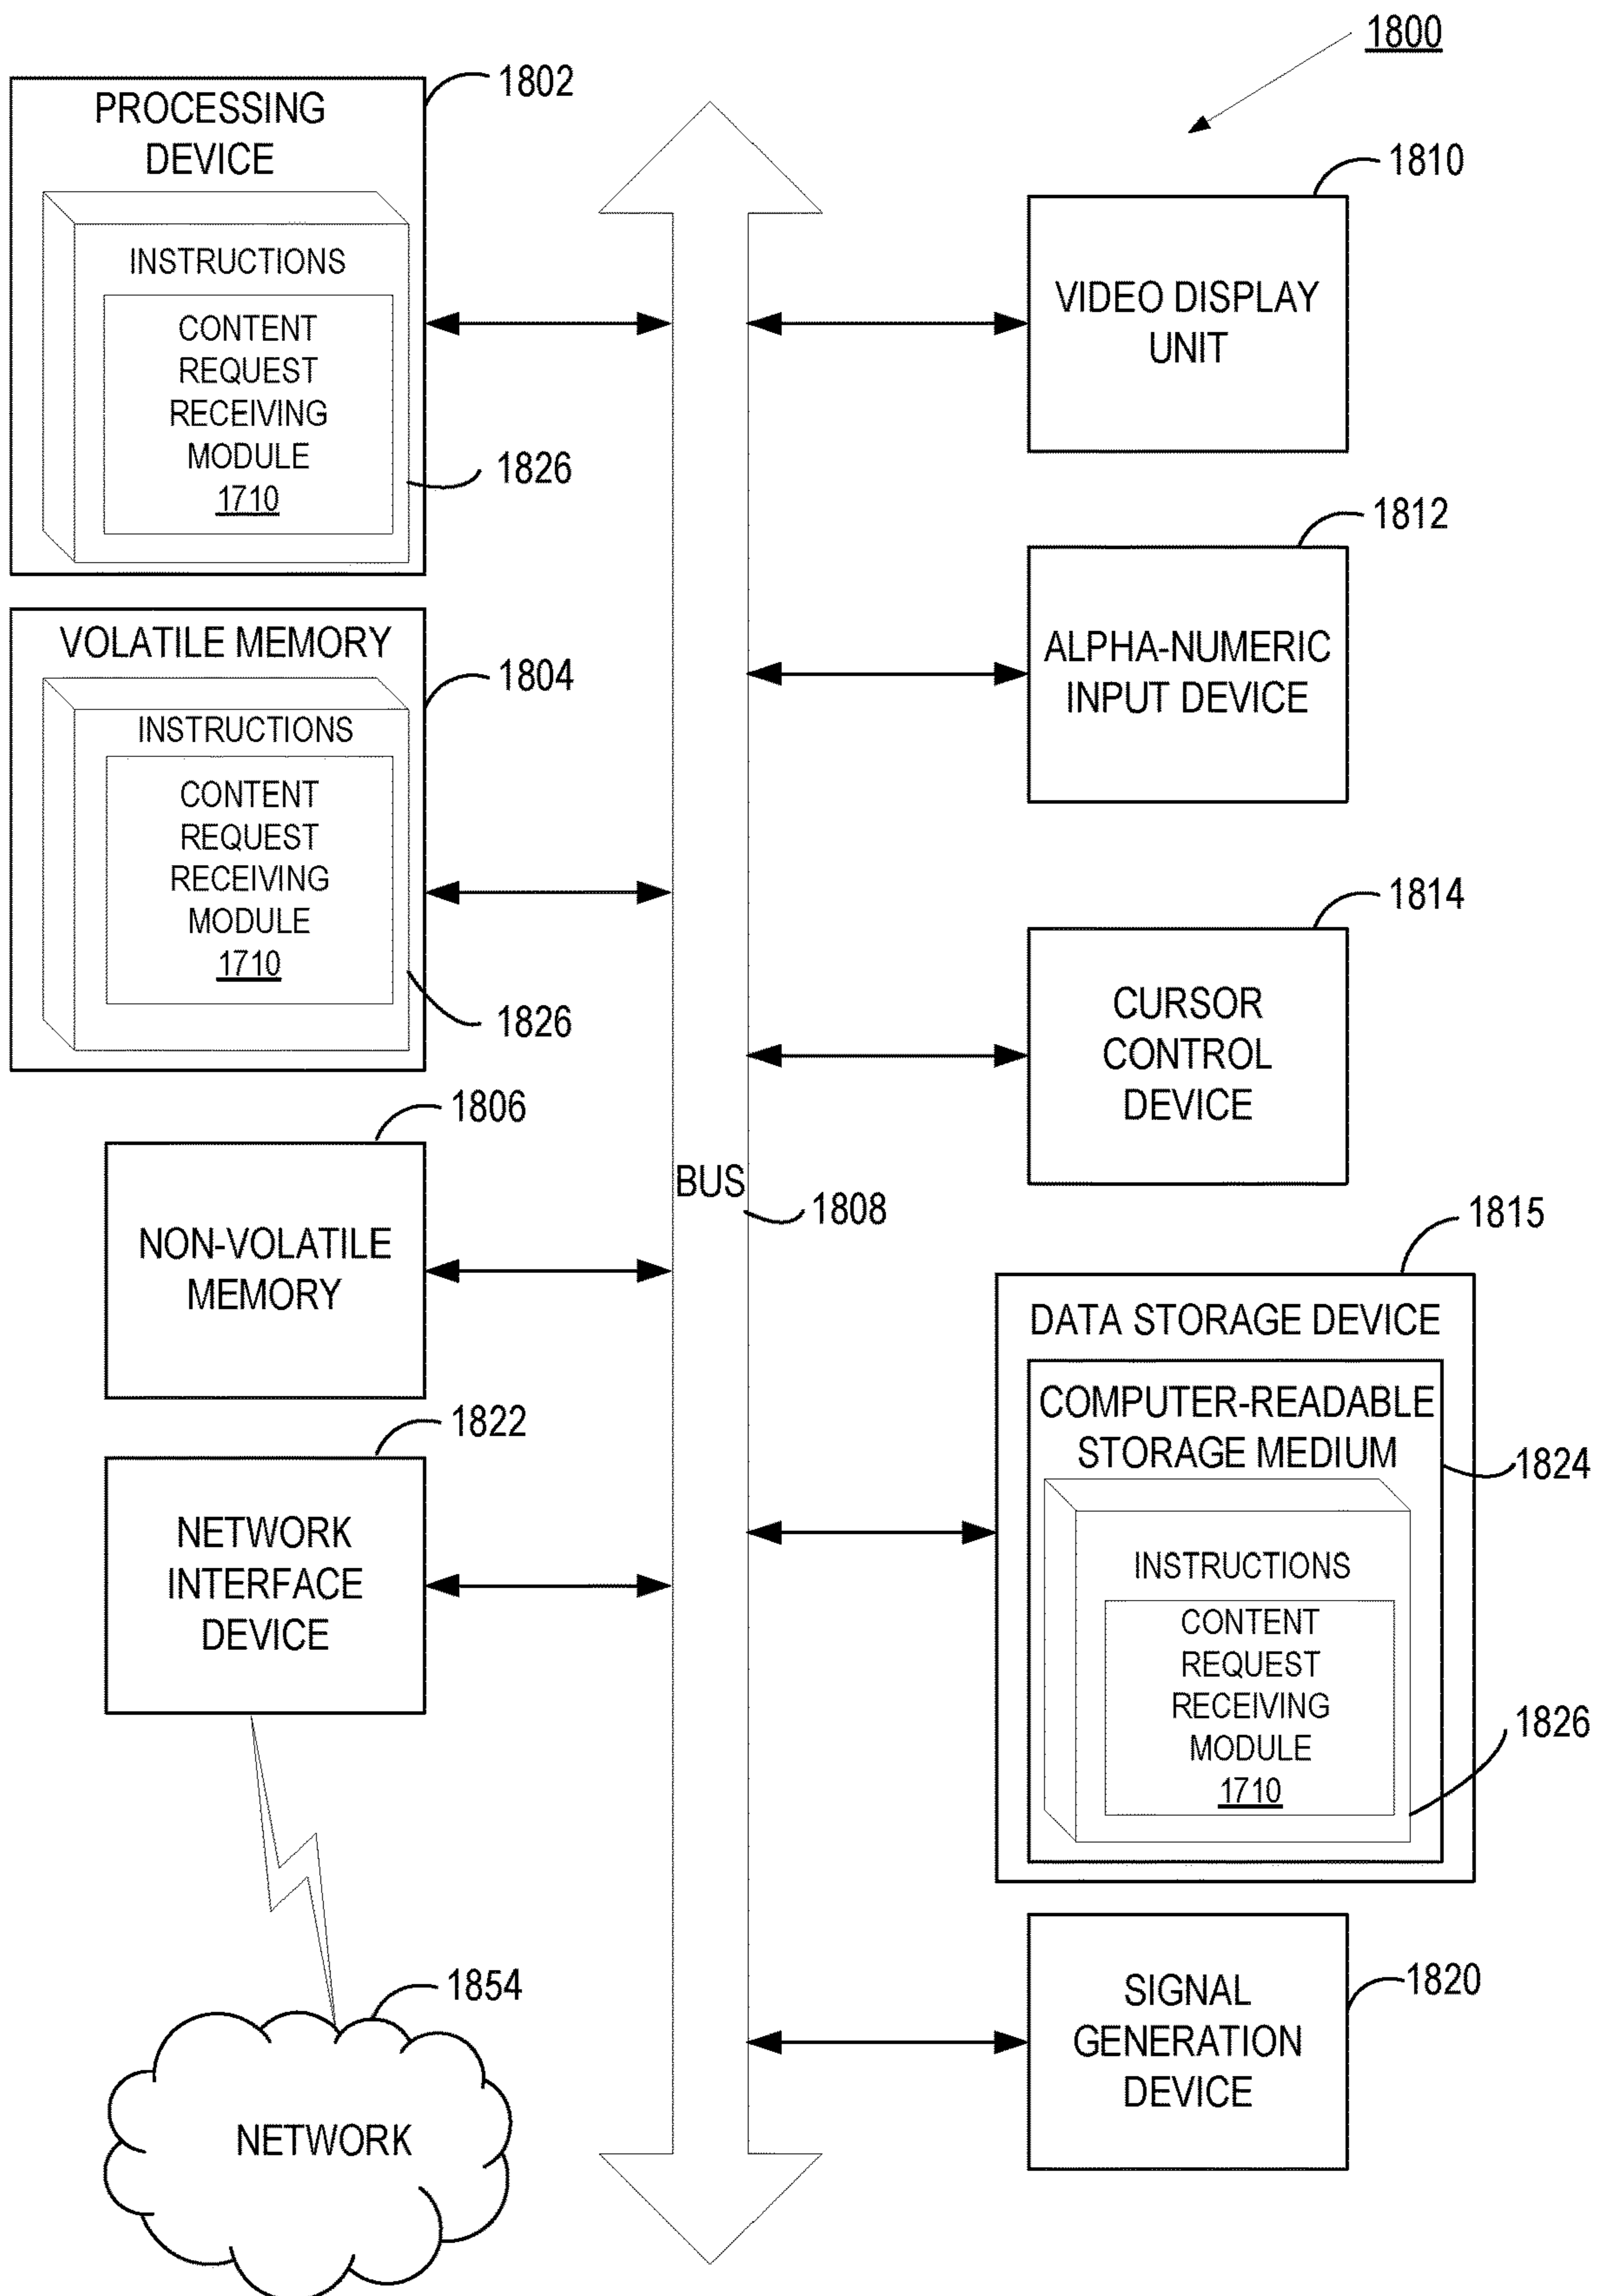 1800
1802
PROCESSING
DEVICE
INSTRUCTIONS
CONTENT
REQUEST
RECEIVING
MODULE
1710
1826
VOLATILE MEMORY
1804
INSTRUCTIONS
CONTENT
REQUEST
RECEIVING
MODULE
1710
1826
1806
NON-VOLATILE
MEMORY
1822
NETWORK
INTERFACE
DEVICE
1854
NETWORK
BUS
1808
1810
VIDEO DISPLAY
UNIT
1812
ALPHA-NUMERIC
INPUT DEVICE
1814
CURSOR
CONTROL
DEVICE
1815
DATA STORAGE DEVICE
COMPUTER-READABLE
STORAGE MEDIUM
1824
INSTRUCTIONS
CONTENT
REQUEST
RECEIVING
MODULE
1710
1826
SIGNAL
GENERATION
DEVICE
1820